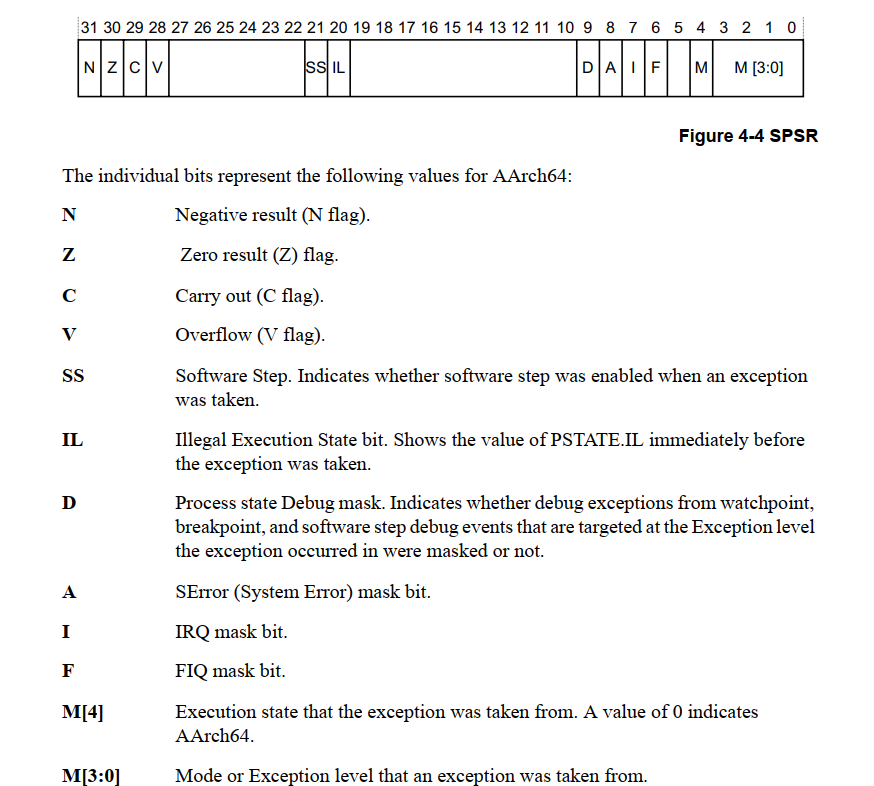 31 30 29 28 27 26 25 24 23 22 21 20 19 18 17 16 15 14 13 12 11 10 9 8 7 6 5 4 3 2 1 0
N Z C V SS IL D A I F M M [3:0]
Figure 4-4 SPSR
The individual bits represent the following values for AArch64:
N Negative result (N flag).
Z Zero result (Z) flag.
C Carry out (C flag).
V Overflow (V flag).
SS Software Step. Indicates whether software step was enabled when an exception
was taken.
IL Illegal Execution State bit. Shows the value of PSTATE.IL immediately before
the exception was taken.
D Process state Debug mask. Indicates whether debug exceptions from watchpoint,
breakpoint, and software step debug events that are targeted at the Exception level
the exception occurred in were masked or not.
A SError (System Error) mask bit.
I IRQ mask bit.
F FIQ mask bit.
M[4] Execution state that the exception was taken from. A value of 0 indicates
AArch64.
M[3:0] Mode or Exception level that an exception was taken from.